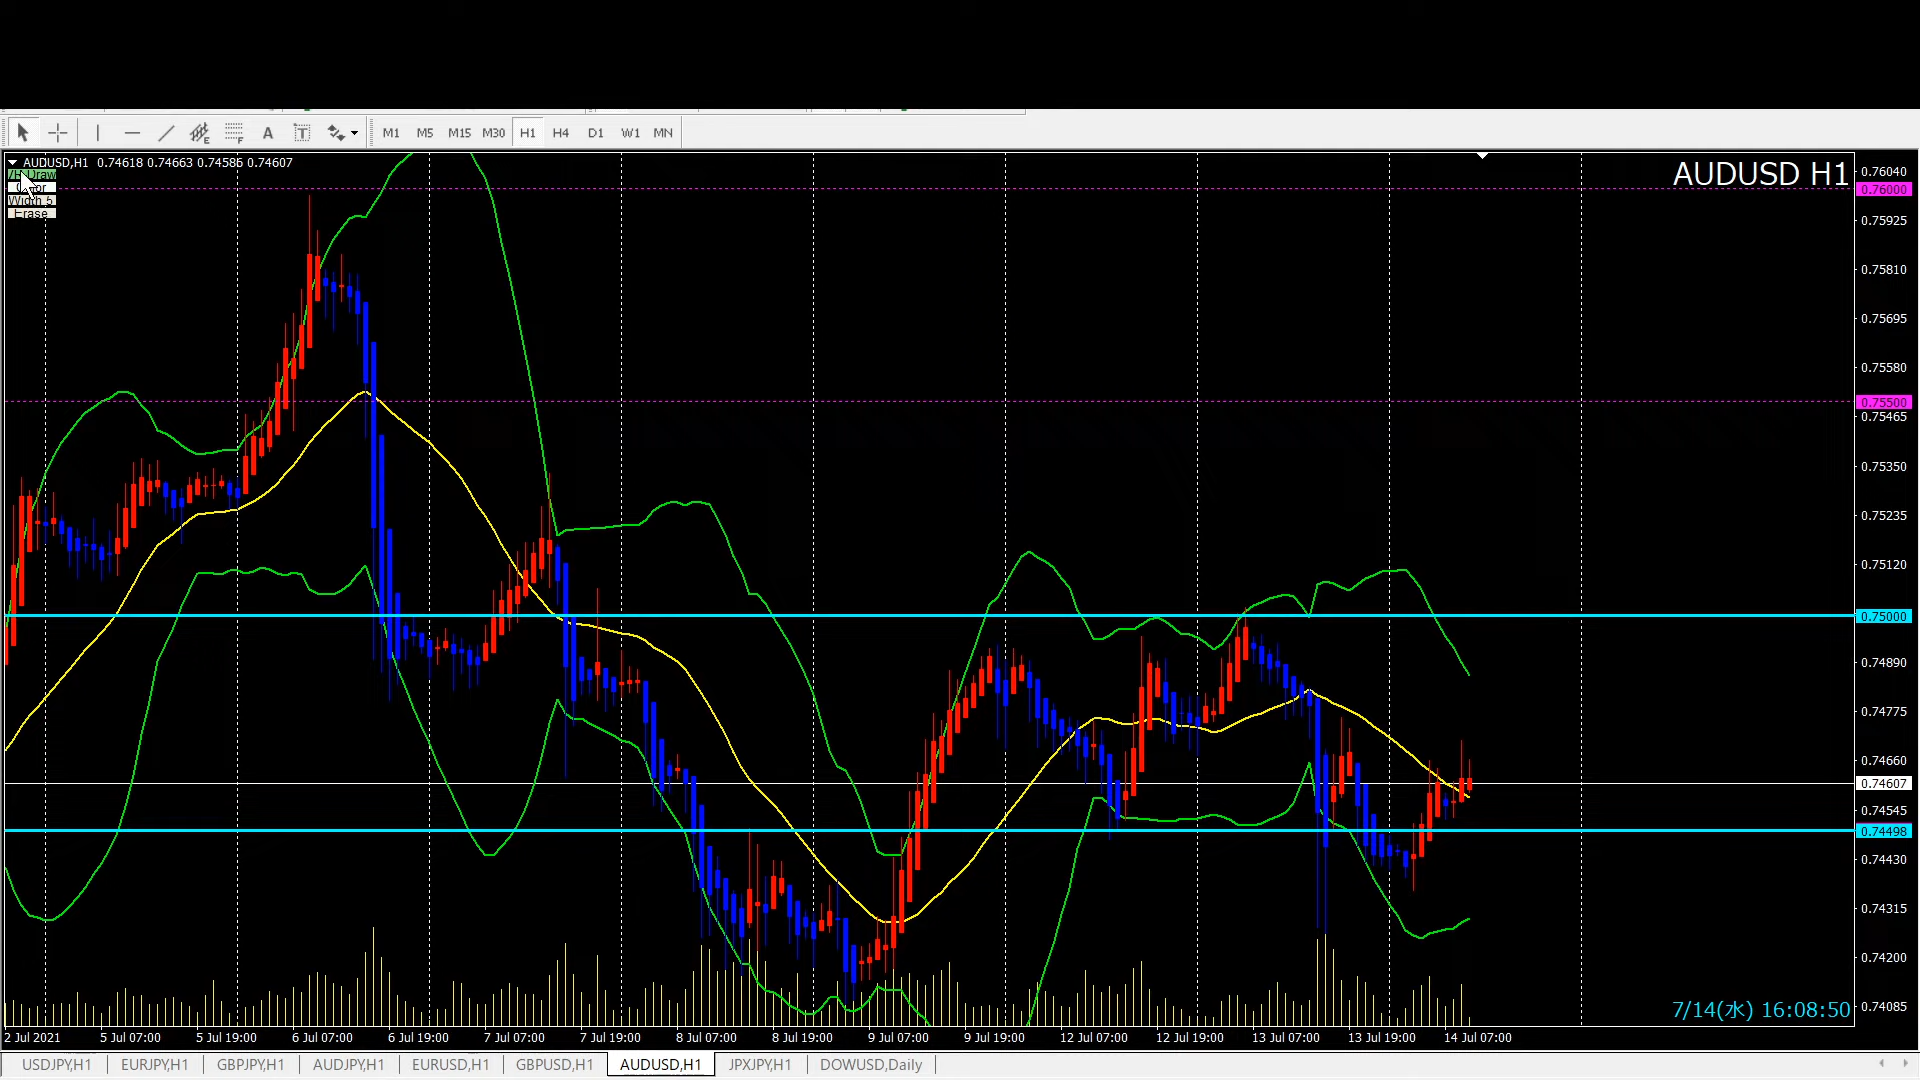 M1 M5 M15 M30 H1 H4 D1 W1 MN
AUDUSD,H1 0.74618 0.74663 0.74586 0.74607
AUDUSD H1
Draw
Width 5
Erase
0.76040
0.76000
0.75925
0.75810
0.75695
0.75580
0.75500
0.75465
0.75350
0.75235
0.75120
0.75000
0.74890
0.74775
0.74660
0.74607
0.74545
0.74498
0.74430
0.74315
0.74200
0.74085
7/14(水) 16:08:50
2 Jul 2021 5 Jul 07:00 5 Jul 19:00 6 Jul 07:00 6 Jul 19:00 7 Jul 07:00 7 Jul 19:00 8 Jul 07:00 8 Jul 19:00 9 Jul 07:00 9 Jul 19:00 12 Jul 07:00 12 Jul 19:00 13 Jul 07:00 13 Jul 19:00 14 Jul 07:00
USDJPY,H1 EURJPY,H1 GBPJPY,H1 AUDJPY,H1 EURUSD,H1 GBPUSD,H1 AUDUSD,H1 JPXJPY,H1 DOWUSD,Daily